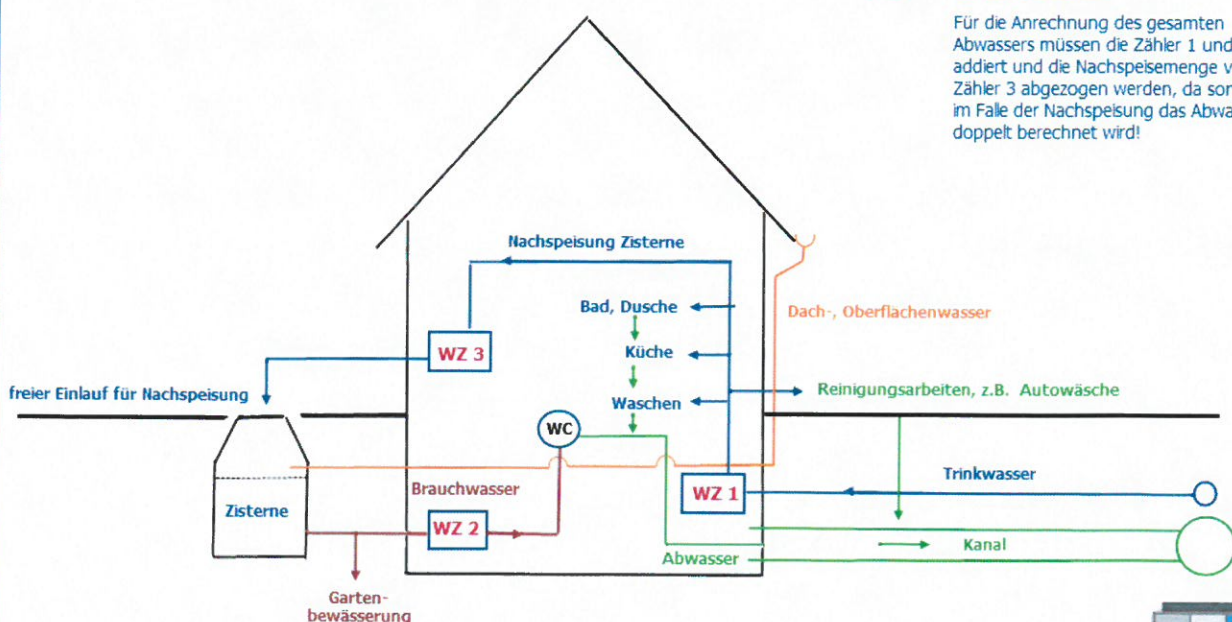 Für die Anrechnung des gesamten
Abwassers müssen die Zähler 1 und
addiert und die Nachspeisemenge
Zähler 3 abgezogen werden, da
im Falle der Nachspeisung das
doppelt berechnet wird!
Nachspeisung Zisterne
Bad, Dusche
Dach-, Oberflächenwasser
WZ 3
Küche
freier Einlauf für Nachspeisung
Waschen
Reinigungsarbeiten, z.B. Autowäsche
WC
Brauchwasser
WZ 1
Trinkwasser
Zisterne
WZ 2
Abwasser
Kanal
Garten-
bewässerung